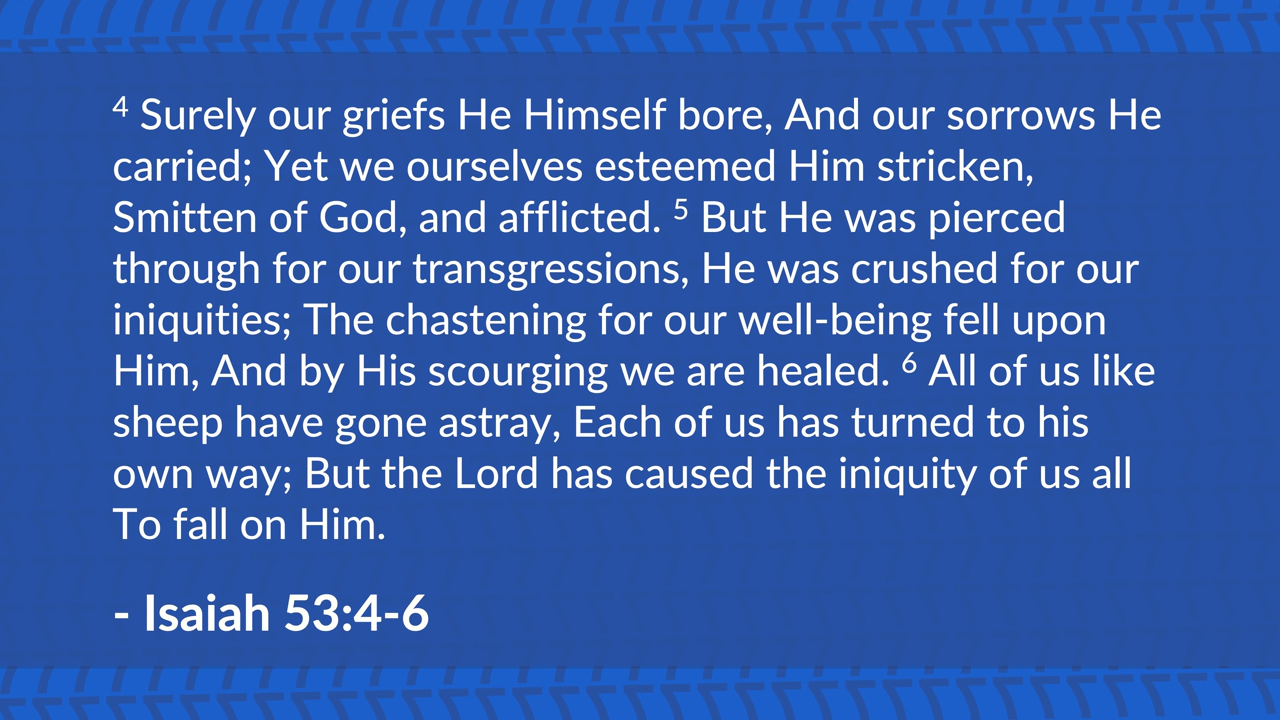 4 Surely our griefs He Himself bore, And our sorrows He
carried; Yet we ourselves esteemed Him stricken,
Smitten of God, and afflicted. 5 But He was pierced
through for our transgressions, He was crushed for our
iniquities; The chastening for our well-being fell upon
Him, And by His scourging we are healed. 6 All of us like
sheep have gone astray, Each of us has turned to his
own way; But the Lord has caused the iniquity of us all
To fall on Him.
- Isaiah 53:4-6